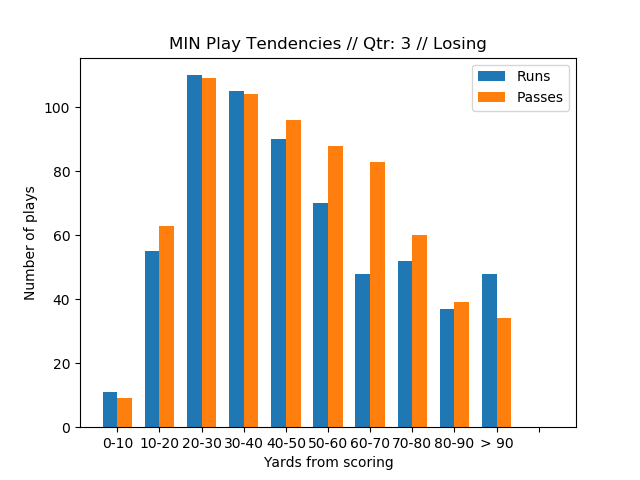 MIN Play Tendencies // Qtr: 3 // Losing
Runs
Passes
Number of plays
100
80
60
40
20
0
0-10 10-20 20-30 30-40 40-50 50-60 60-70 70-80 80-90 > 90
Yards from scoring